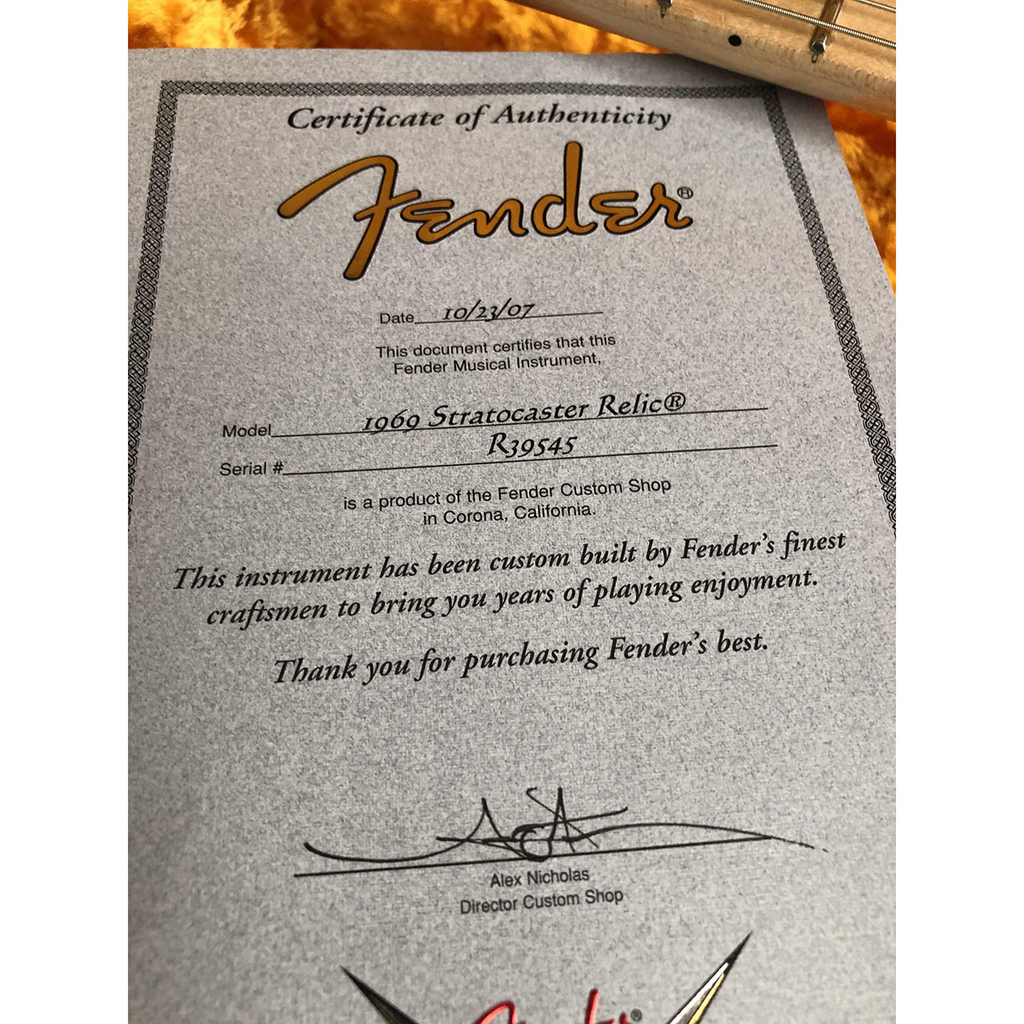 Certificate of Authenticity
Fender®
Date 10/23/07
This document certifies that this
Fender Musical Instrument,
Model 1969 Stratocaster Relic®
Serial # R39545
is a product of the Fender Custom Shop
in Corona, California.
This instrument has been custom built by Fender's finest
craftsmen to bring you years of playing enjoyment.
Thank you for purchasing Fender's best.
Alex Nicholas
Director Custom Shop
Fender®